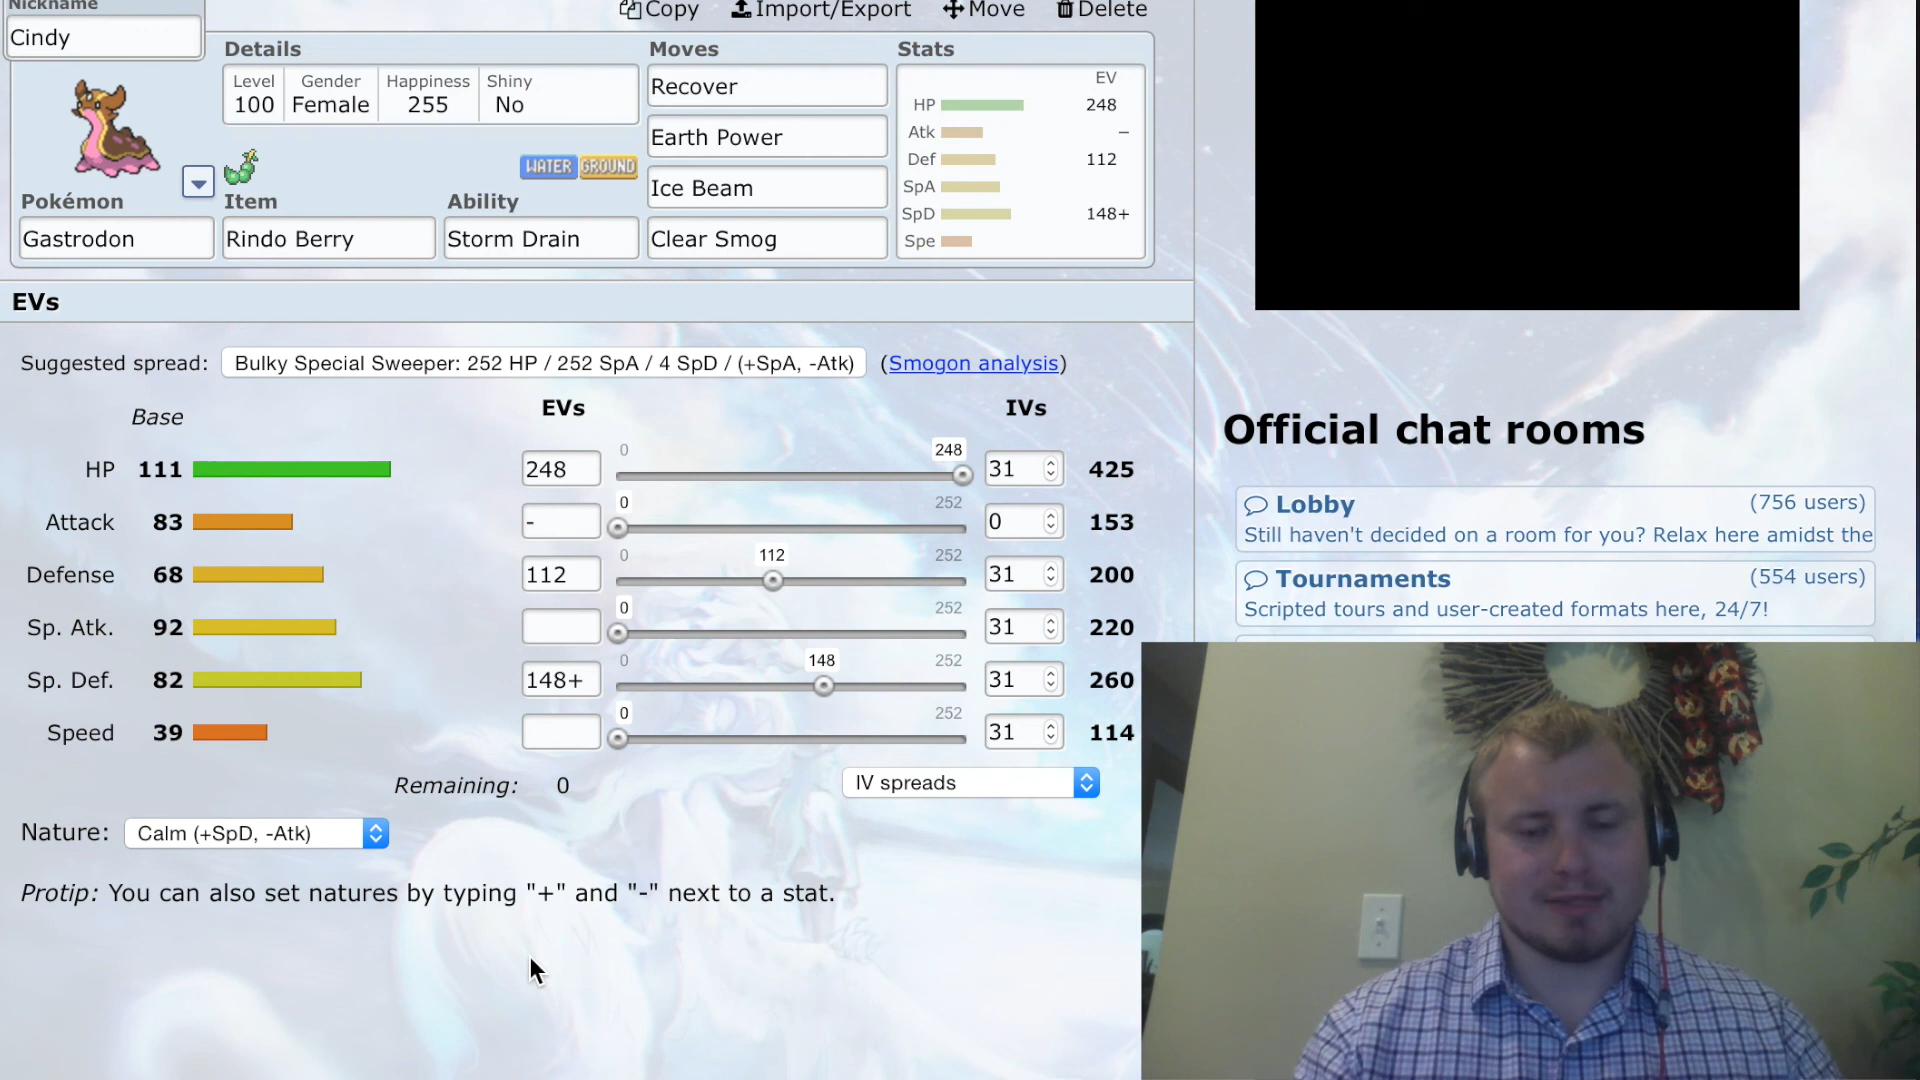 Nickname
Copy Import/Export Move Delete
Cindy
Details Moves Stats
Level Gender Happiness Shiny
100 Female 255 No
Recover
Earth Power
Ice Beam
Clear Smog
EV
HP 248
Atk –
Def 112
SpA
SpD 148+
Spe
WATER GROUND
Pokémon Item Ability
Gastrodon Rindo Berry Storm Drain
EVs
Suggested spread: Bulky Special Sweeper: 252 HP / 252 SpA / 4 SpD / (+SpA, -Atk) (Smogon analysis)
Base EVs IVs
0 248
HP 111 248 31 425
0 252
Attack 83 - 0 153
0 112 252
Defense 68 112 31 200
0 252
Sp. Atk. 92 31 220
0 148 252
Sp. Def. 82 148+ 31 260
0 252
Speed 39 31 114
Remaining: 0 IV spreads
Nature: Calm (+SpD, -Atk)
Protip: You can also set natures by typing "+" and "-" next to a stat.
Official chat rooms
Lobby (756 users)
Still haven't decided on a room for you? Relax here amidst the
Tournaments (554 users)
Scripted tours and user-created formats here, 24/7!